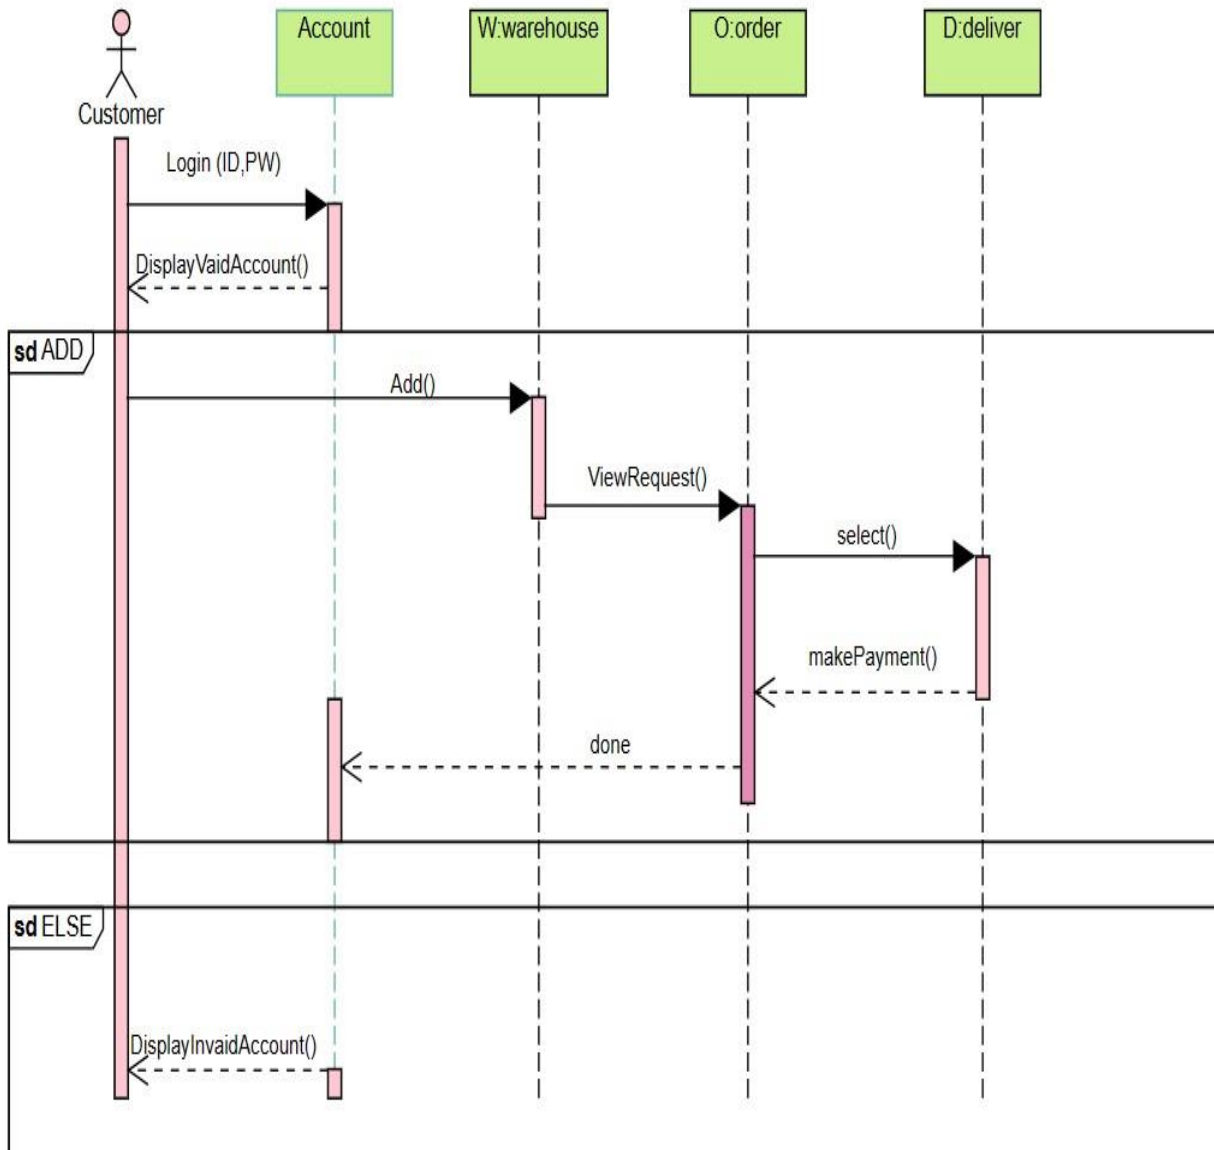 Account
W:warehouse
O:order
D:deliver
Customer
Login (ID,PW)
DisplayVaidAccount()
sd ADD
Add()
ViewRequest()
select()
makePayment()
done
sd ELSE
DisplayInvaidAccount()